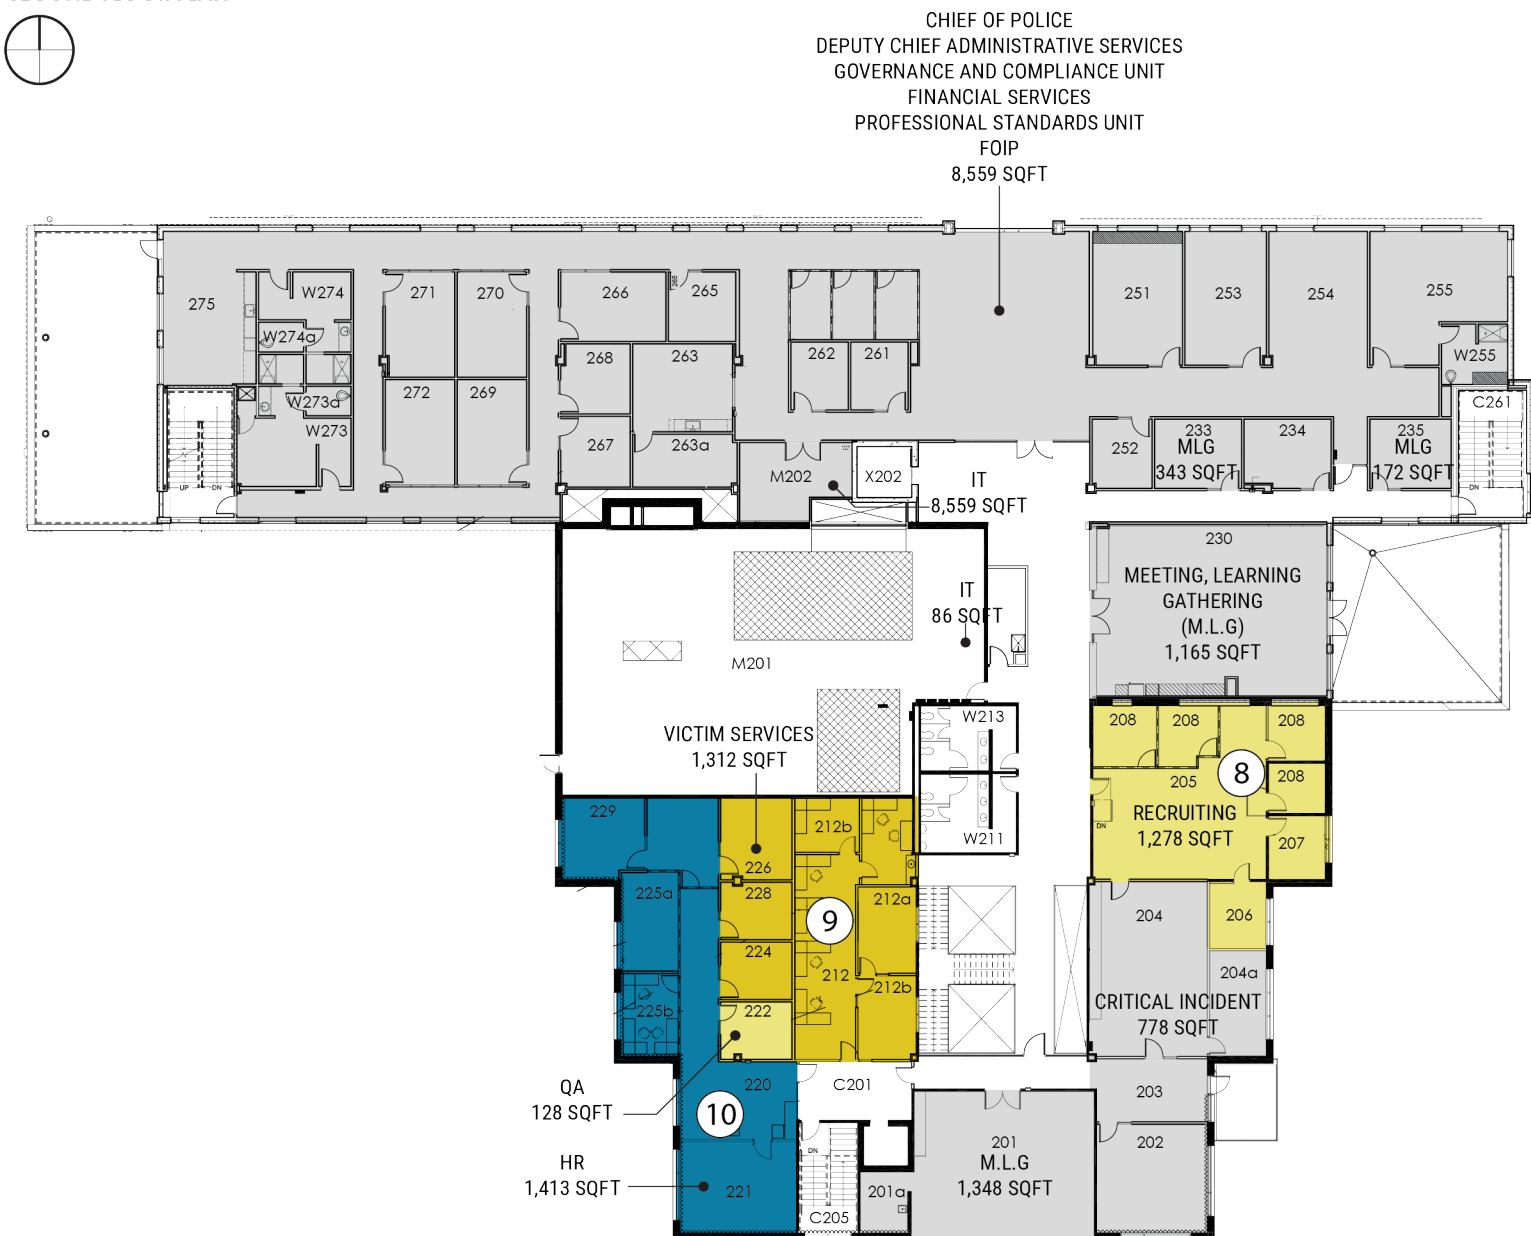 CHIEF OF POLICE
DEPUTY CHIEF ADMINISTRATIVE SERVICES
GOVERNANCE AND COMPLIANCE UNIT
FINANCIAL SERVICES
PROFESSIONAL STANDARDS UNIT
FOIP
8,559 SQFT
275
W274
W274a
W273a
W273
UP
DN
271
270
272
269
266
265
265
268
263
267
263a
262
261
M202
X202
IT
8,559 SQFT
251
253
254
255
W255
C261
DN
252
233
MLG
343 SQFT
234
235
MLG
172 SQFT
230
MEETING, LEARNING
GATHERING
(M.L.G)
1,165 SQFT
IT
86 SQFT
M201
VICTIM SERVICES
1,312 SQFT
W213
W211
208
208
208
208
8
205
RECRUITING
1,278 SQFT
DN
207
206
229
225a
225b
226
228
224
222
212b
212a
9
212
212b
204
204a
CRITICAL INCIDENT
778 SQFT
203
202
QA
128 SQFT
220
10
HR
1,413 SQFT
221
C201
DN
C205
201a
201
M.L.G
1,348 SQFT